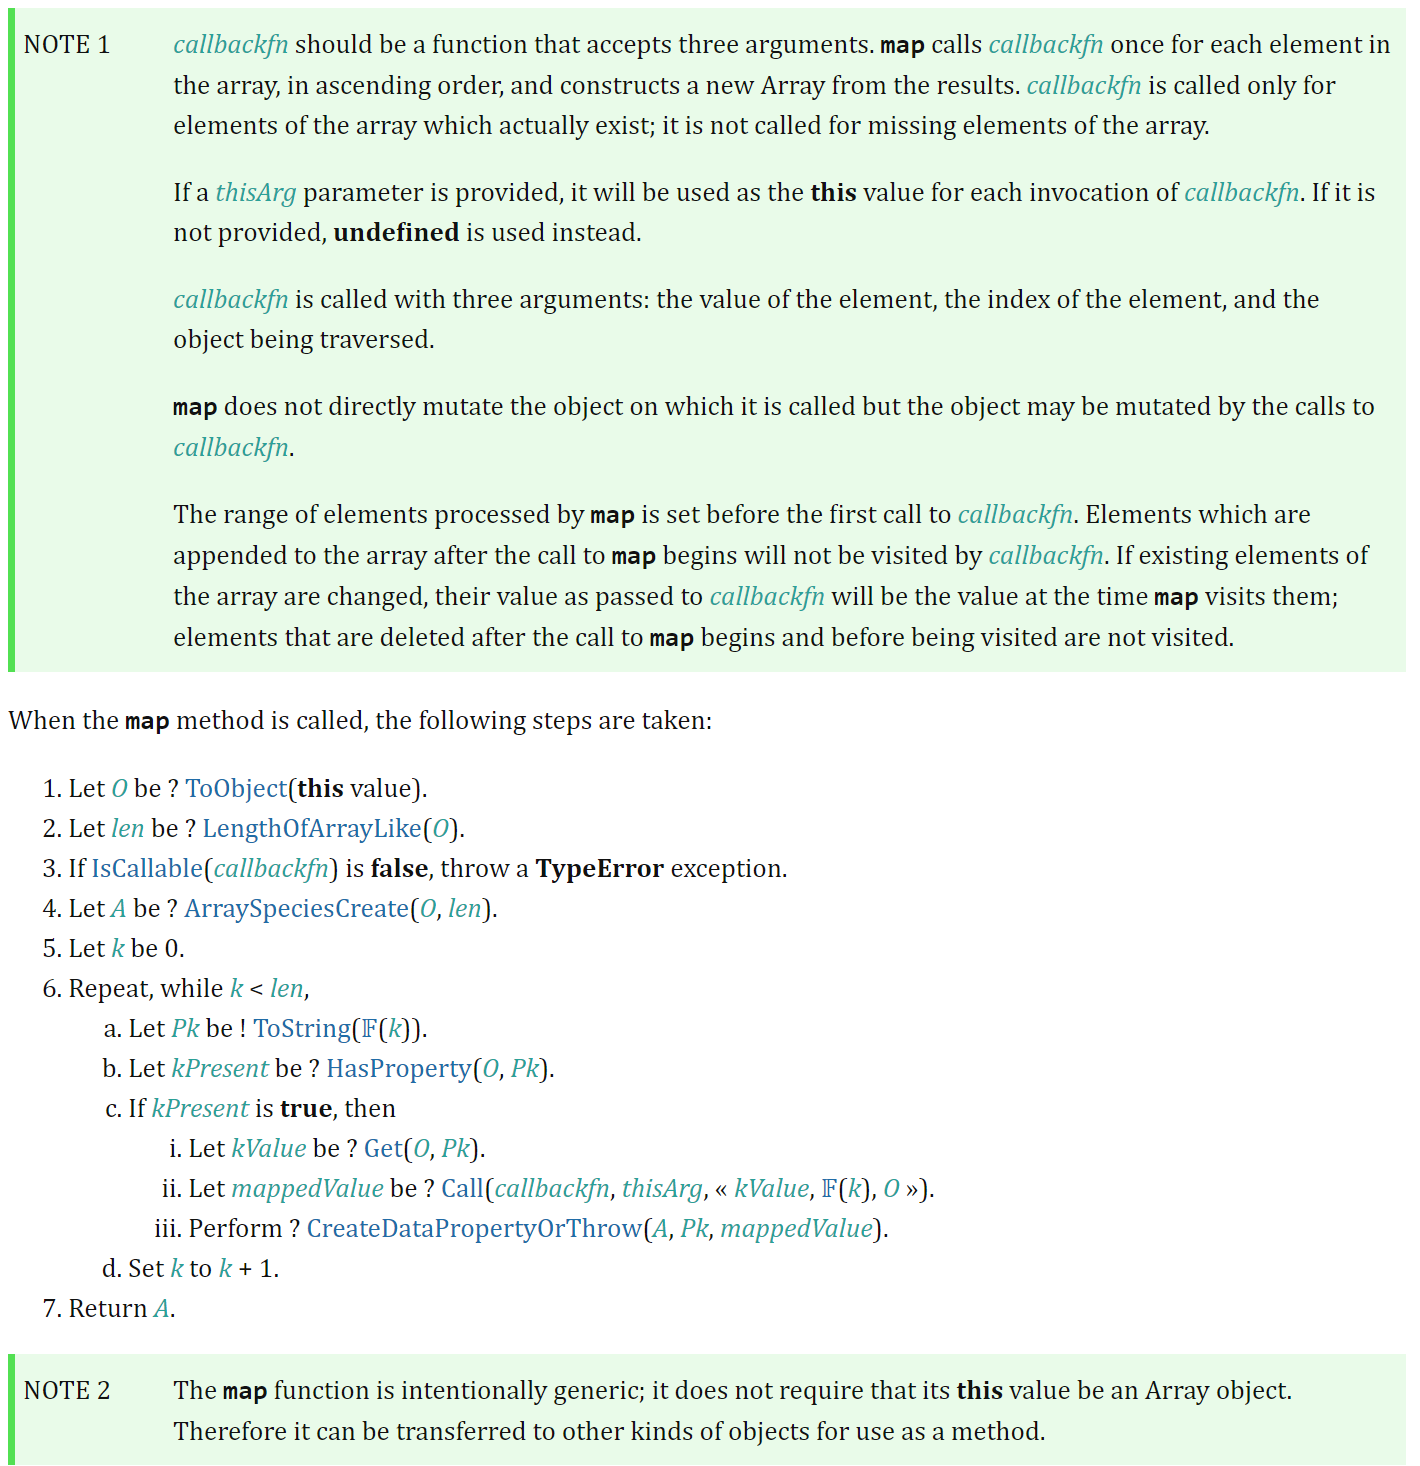 NOTE 1 callbackfn should be a function that accepts three arguments. map calls callbackfn once for each element in
the array, in ascending order, and constructs a new Array from the results. callbackfn is called only for
elements of the array which actually exist; it is not called for missing elements of the array.
If a thisArg parameter is provided, it will be used as the this value for each invocation of callbackfn. If it is
not provided, undefined is used instead.
callbackfn is called with three arguments: the value of the element, the index of the element, and the
object being traversed.
map does not directly mutate the object on which it is called but the object may be mutated by the calls to
callbackfn.
The range of elements processed by map is set before the first call to callbackfn. Elements which are
appended to the array after the call to map begins will not be visited by callbackfn. If existing elements of
the array are changed, their value as passed to callbackfn will be the value at the time map visits them;
elements that are deleted after the call to map begins and before being visited are not visited.
When the map method is called, the following steps are taken:
1. Let O be ? ToObject(this value).
2. Let len be ? LengthOfArrayLike(O).
3. If IsCallable(callbackfn) is false, throw a TypeError exception.
4. Let A be ? ArraySpeciesCreate(O, len).
5. Let k be 0.
6. Repeat, while k < len,
a. Let Pk be ! ToString(𝔽(k)).
b. Let kPresent be ? HasProperty(O, Pk).
c. If kPresent is true, then
i. Let kValue be ? Get(O, Pk).
ii. Let mappedValue be ? Call(callbackfn, thisArg, « kValue, 𝔽(k), O »).
iii. Perform ? CreateDataPropertyOrThrow(A, Pk, mappedValue).
d. Set k to k + 1.
7. Return A.
NOTE 2 The map function is intentionally generic; it does not require that its this value be an Array object.
Therefore it can be transferred to other kinds of objects for use as a method.